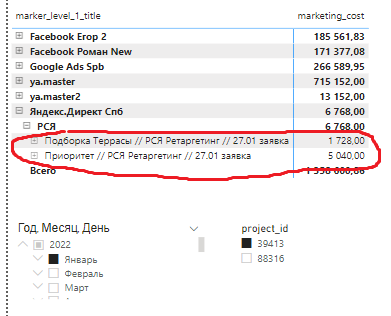 marker_level_1_title marketing_cost
Facebook Егор 2 185 561,83
Facebook Роман New 171 377,08
Google Ads Spb 266 589,95
ya.master 715 152,00
ya.master2 13 152,00
Яндекс.Директ Спб 6 768,00
РСЯ 6 768,00
Подборка Террасы // РСЯ Ретаргетинг // 27.01 заявка 1 728,00
Приоритет // РСЯ Ретаргетинг // 27.01 заявка 5 040,00
Всего
Год, Месяц, День
2022
Январь
Февраль
Март
project_id
39413
88316